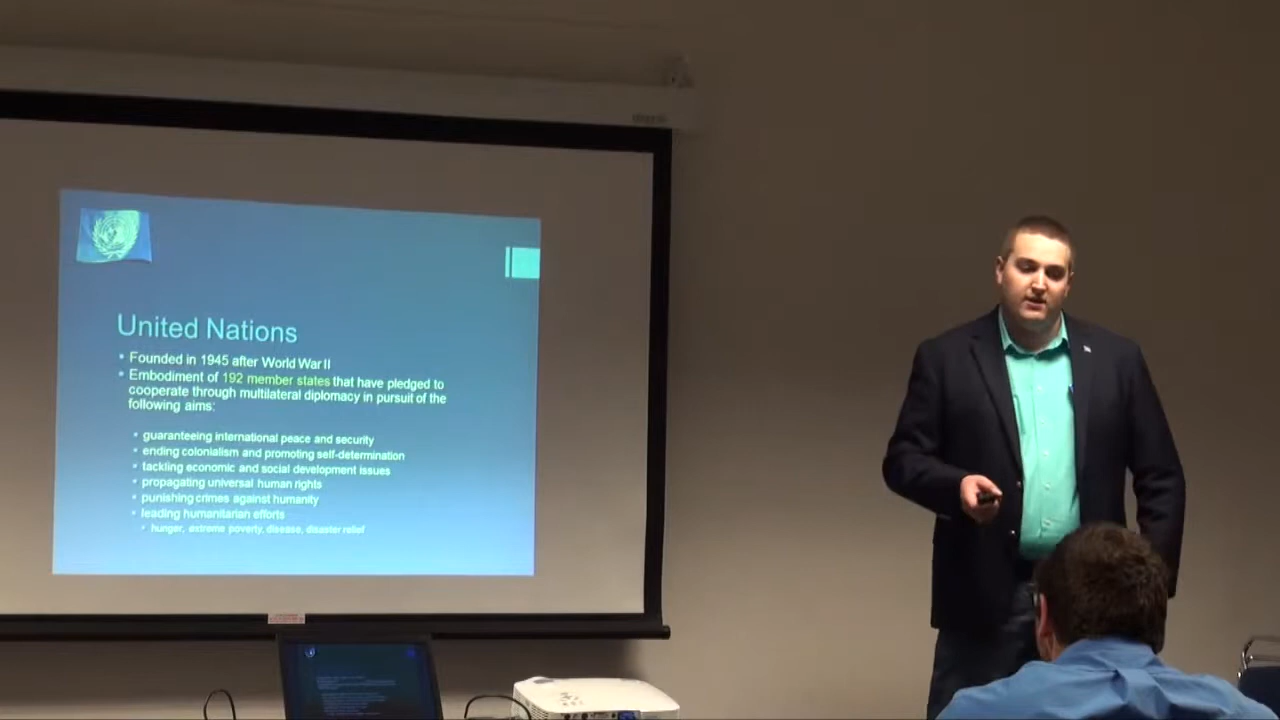 United Nations
• Founded in 1945 after World War II
• Embodiment of 192 member states that have pledged to
cooperate through multilateral diplomacy in pursuit of the
following aims:
• guaranteeing international peace and security
• ending colonialism and promoting self-determination
• tackling economic and social development issues
• propagating universal human rights
• punishing crimes against humanity
• leading humanitarian efforts
• hunger, extreme poverty, disease, disaster relief